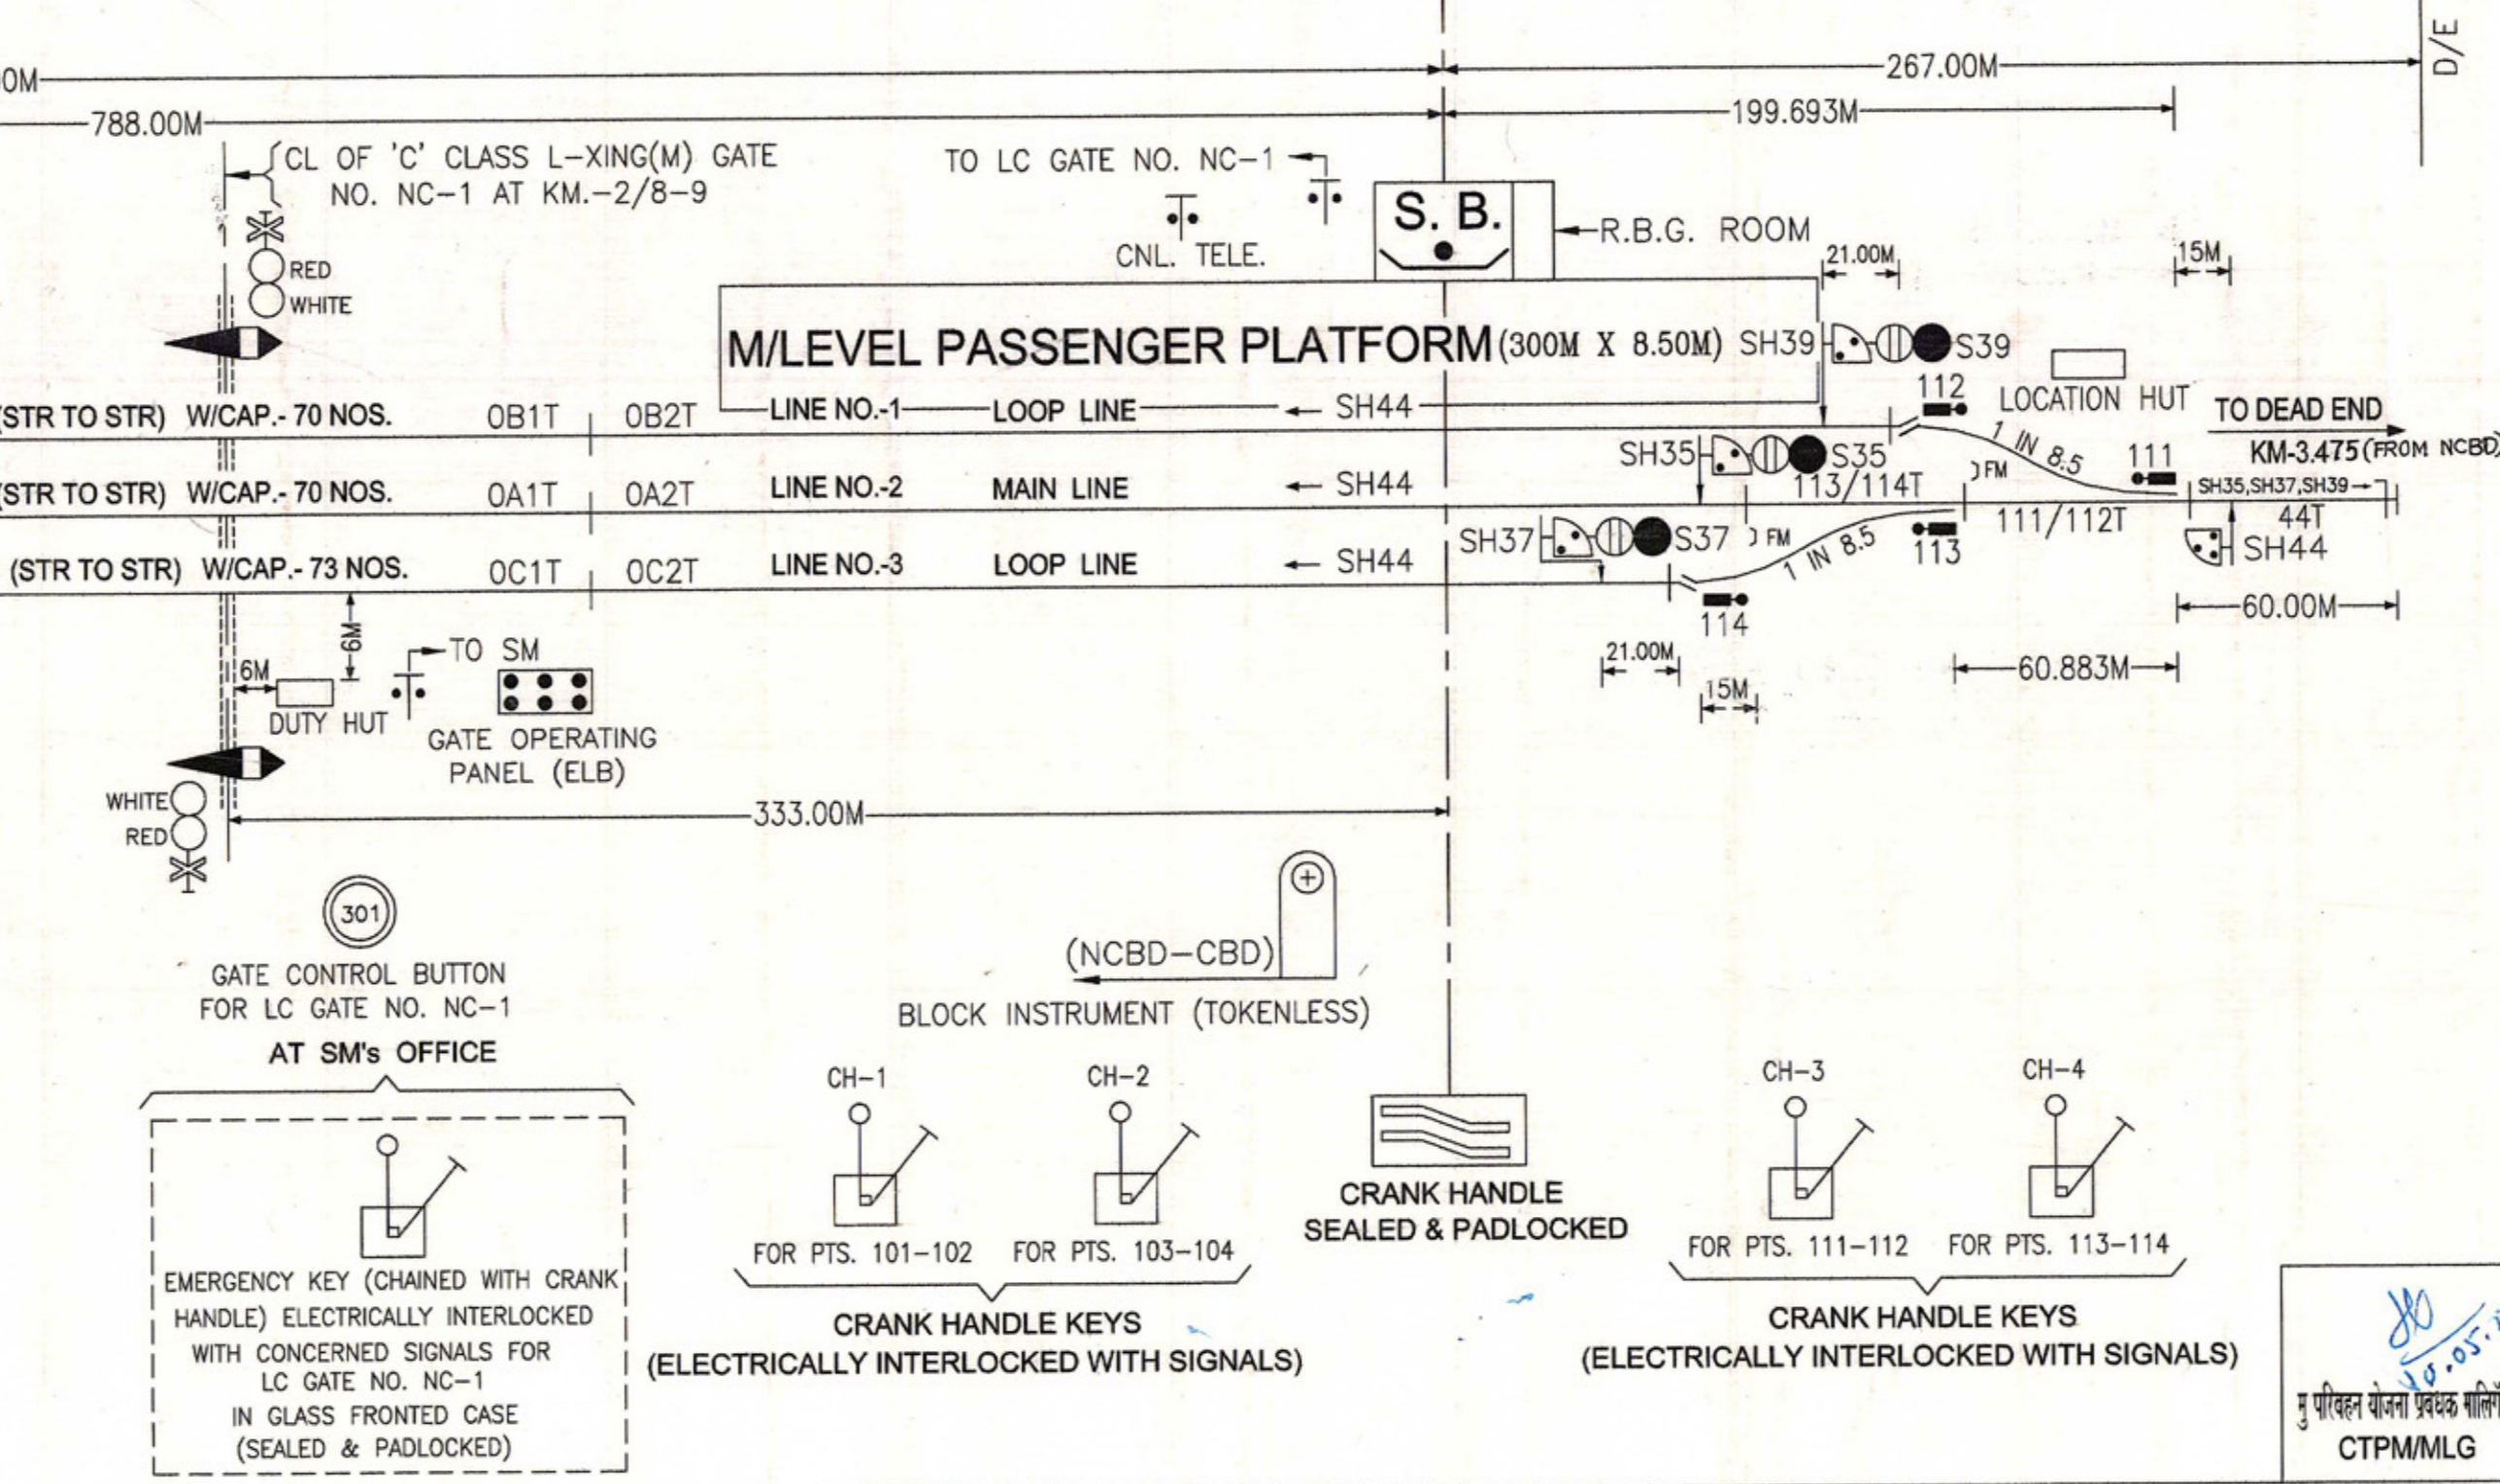 D/E
0M
267.00M
788.00M
199.693M
CL OF 'C' CLASS L-XING(M) GATE
NO. NC-1 AT KM.-2/8-9
TO LC GATE NO. NC-1
S. B.
R.B.G. ROOM
CNL. TELE.
RED
WHITE
21.00M
15M
M/LEVEL PASSENGER PLATFORM (300M X 8.50M)
SH39
S39
112
LOCATION HUT
TO DEAD END
(STR TO STR) W/CAP.- 70 NOS.
0B1T
0B2T
LINE NO.-1
LOOP LINE
SH44
SH35
S35
1 IN 8.5
111
KM-3.475 (FROM NCBD)
(STR TO STR) W/CAP.- 70 NOS.
0A1T
0A2T
LINE NO.-2
MAIN LINE
SH44
113/114T
FM
SH35,SH37,SH39
111/112T
44T
SH37
S37
FM
1 IN 8.5
113
SH44
(STR TO STR) W/CAP.- 73 NOS.
0C1T
0C2T
LINE NO.-3
LOOP LINE
SH44
114
60.00M
6M
TO SM
6M
DUTY HUT
GATE OPERATING
PANEL (ELB)
21.00M
15M
60.883M
WHITE
RED
333.00M
301
GATE CONTROL BUTTON
FOR LC GATE NO. NC-1
AT SM's OFFICE
(NCBD-CBD)
BLOCK INSTRUMENT (TOKENLESS)
CH-1
CH-2
CH-3
CH-4
CRANK HANDLE
SEALED & PADLOCKED
FOR PTS. 101-102
FOR PTS. 103-104
FOR PTS. 111-112
FOR PTS. 113-114
CRANK HANDLE KEYS
(ELECTRICALLY INTERLOCKED WITH SIGNALS)
CRANK HANDLE KEYS
(ELECTRICALLY INTERLOCKED WITH SIGNALS)
EMERGENCY KEY (CHAINED WITH CRANK
HANDLE) ELECTRICALLY INTERLOCKED
WITH CONCERNED SIGNALS FOR
LC GATE NO. NC-1
IN GLASS FRONTED CASE
(SEALED & PADLOCKED)
मु परिवहन योजना प्रबंधक
CTPM/MLG